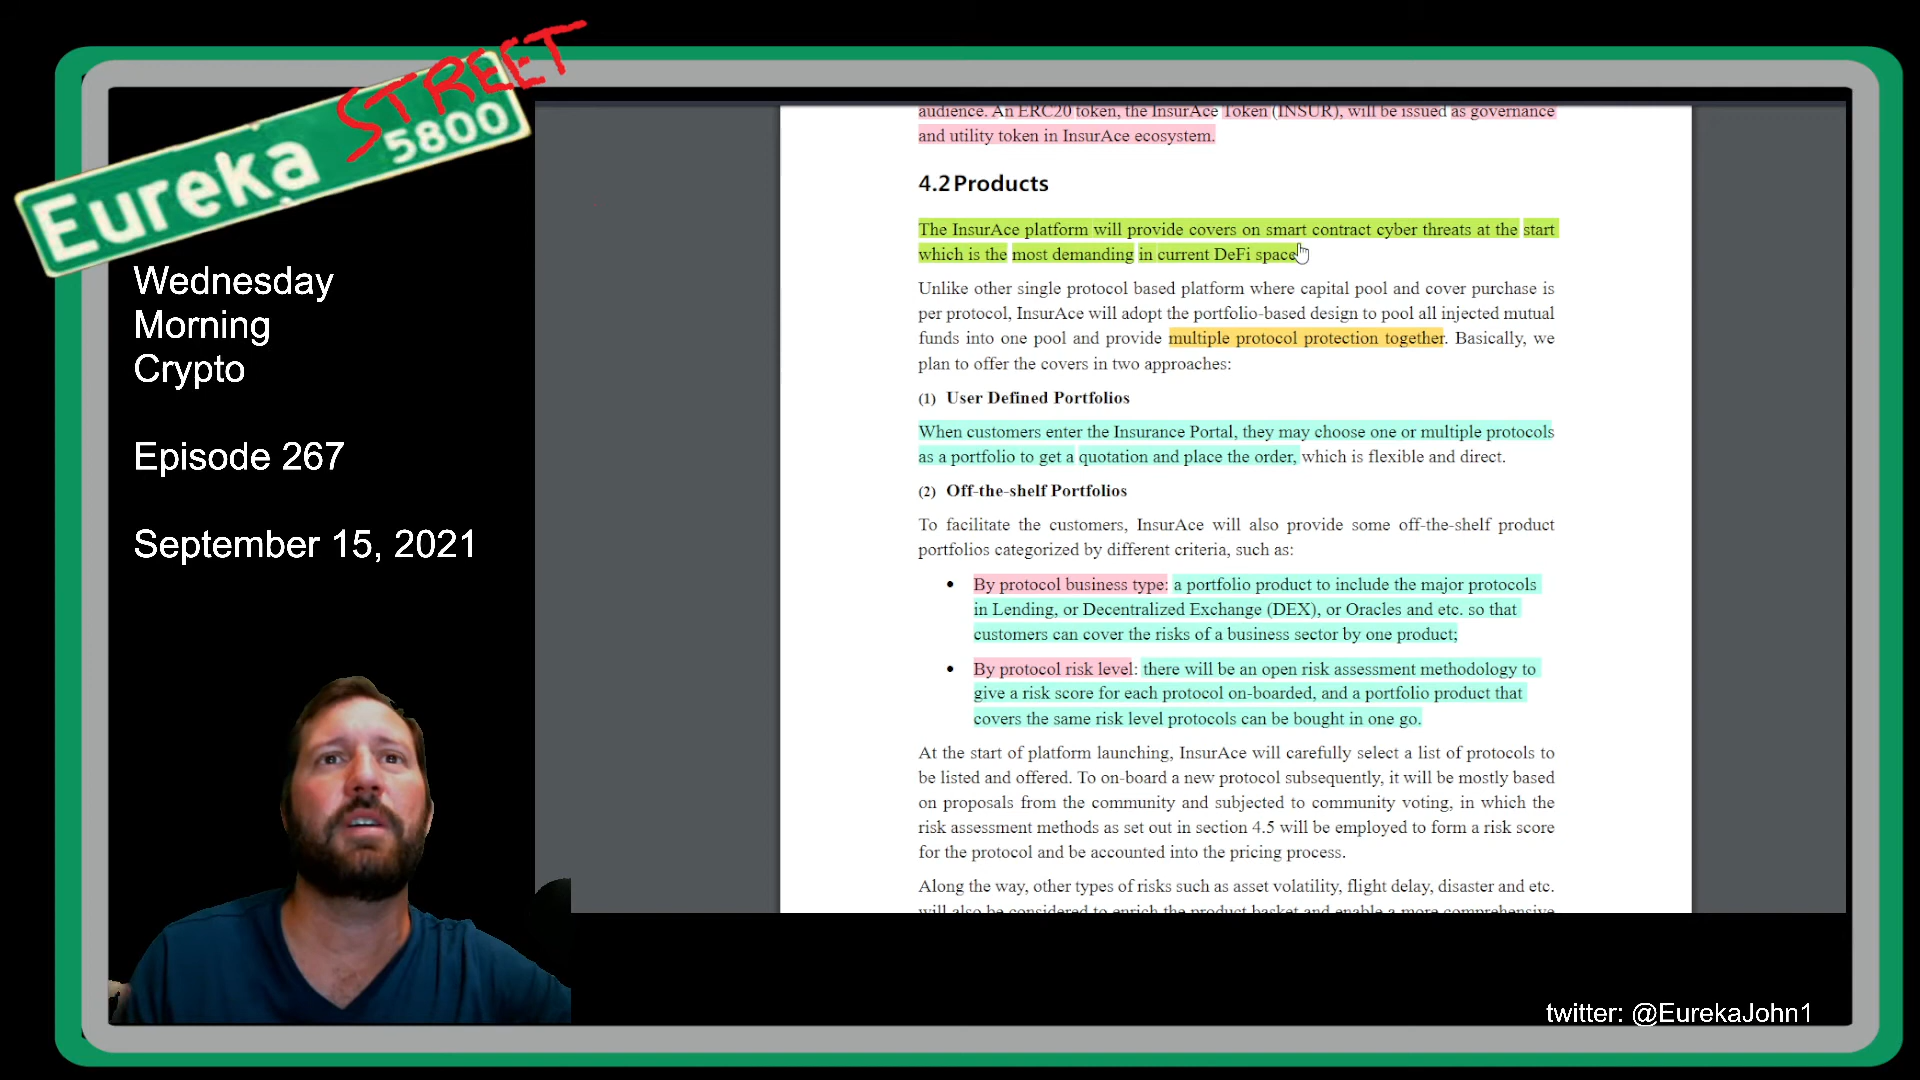 Eureka STREET
5800
Wednesday
Morning
Crypto
Episode 267
September 15, 2021
audience. An ERC20 token, the InsurAce Token (INSUR), will be issued as governance
and utility token in InsurAce ecosystem.
4.2 Products
The InsurAce platform will provide covers on smart contract cyber threats at the start
which is the most demanding in current DeFi space
Unlike other single protocol based platform where capital pool and cover purchase is
per protocol, InsurAce will adopt the portfolio-based design to pool all injected mutual
funds into one pool and provide multiple protocol protection together. Basically, we
plan to offer the covers in two approaches:
(1) User Defined Portfolios
When customers enter the Insurance Portal, they may choose one or multiple protocols
as a portfolio to get a quotation and place the order, which is flexible and direct.
(2) Off-the-shelf Portfolios
To facilitate the customers, InsurAce will also provide some off-the-shelf product
portfolios categorized by different criteria, such as:
• By protocol business type: a portfolio product to include the major protocols
in Lending, or Decentralized Exchange (DEX), or Oracles and etc. so that
customers can cover the risks of a business sector by one product;
• By protocol risk level: there will be an open risk assessment methodology to
give a risk score for each protocol on-boarded, and a portfolio product that
covers the same risk level protocols can be bought in one go.
At the start of platform launching, InsurAce will carefully select a list of protocols to
be listed and offered. To on-board a new protocol subsequently, it will be mostly based
on proposals from the community and subjected to community voting, in which the
risk assessment methods as set out in section 4.5 will be employed to form a risk score
for the protocol and be accounted into the pricing process.
Along the way, other types of risks such as asset volatility, flight delay, disaster and etc.
will also be considered to enrich the product basket and enable a more comprehensive
twitter: @EurekaJohn1